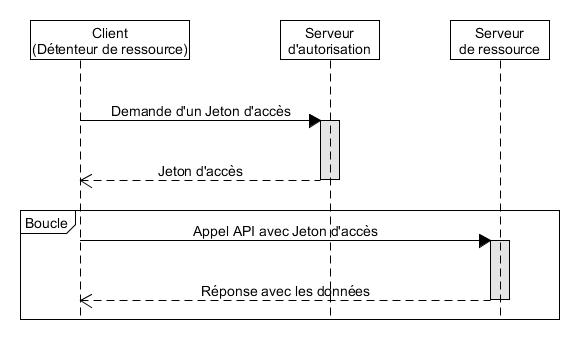 Client
(Détenteur de ressource)
Serveur
d'autorisation
Serveur
de ressource
Demande d'un Jeton d'accès
Jeton d'accès
Boucle
Appel API avec Jeton d'accès
Réponse avec les données